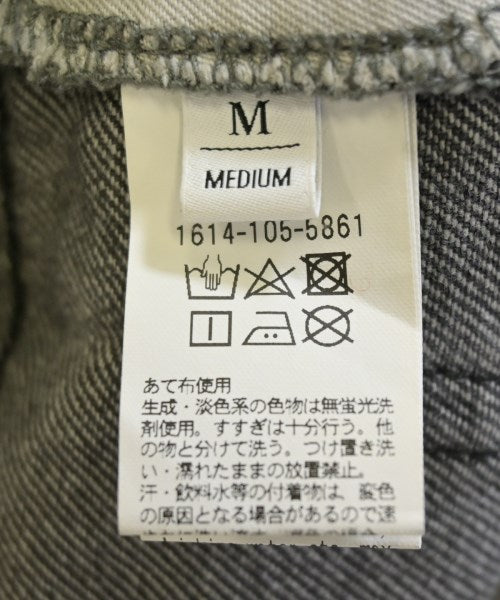 M
MEDIUM
1614-105-5861
あて布使用
生成・淡色系の色物は無蛍光洗
剤使用。すすぎは十分行う。他
の物と分けて洗う。つけ置き洗
い・濡れたままの放置禁止。
汗・飲料水等の付着物は、変色
の原因となる場合があるので速